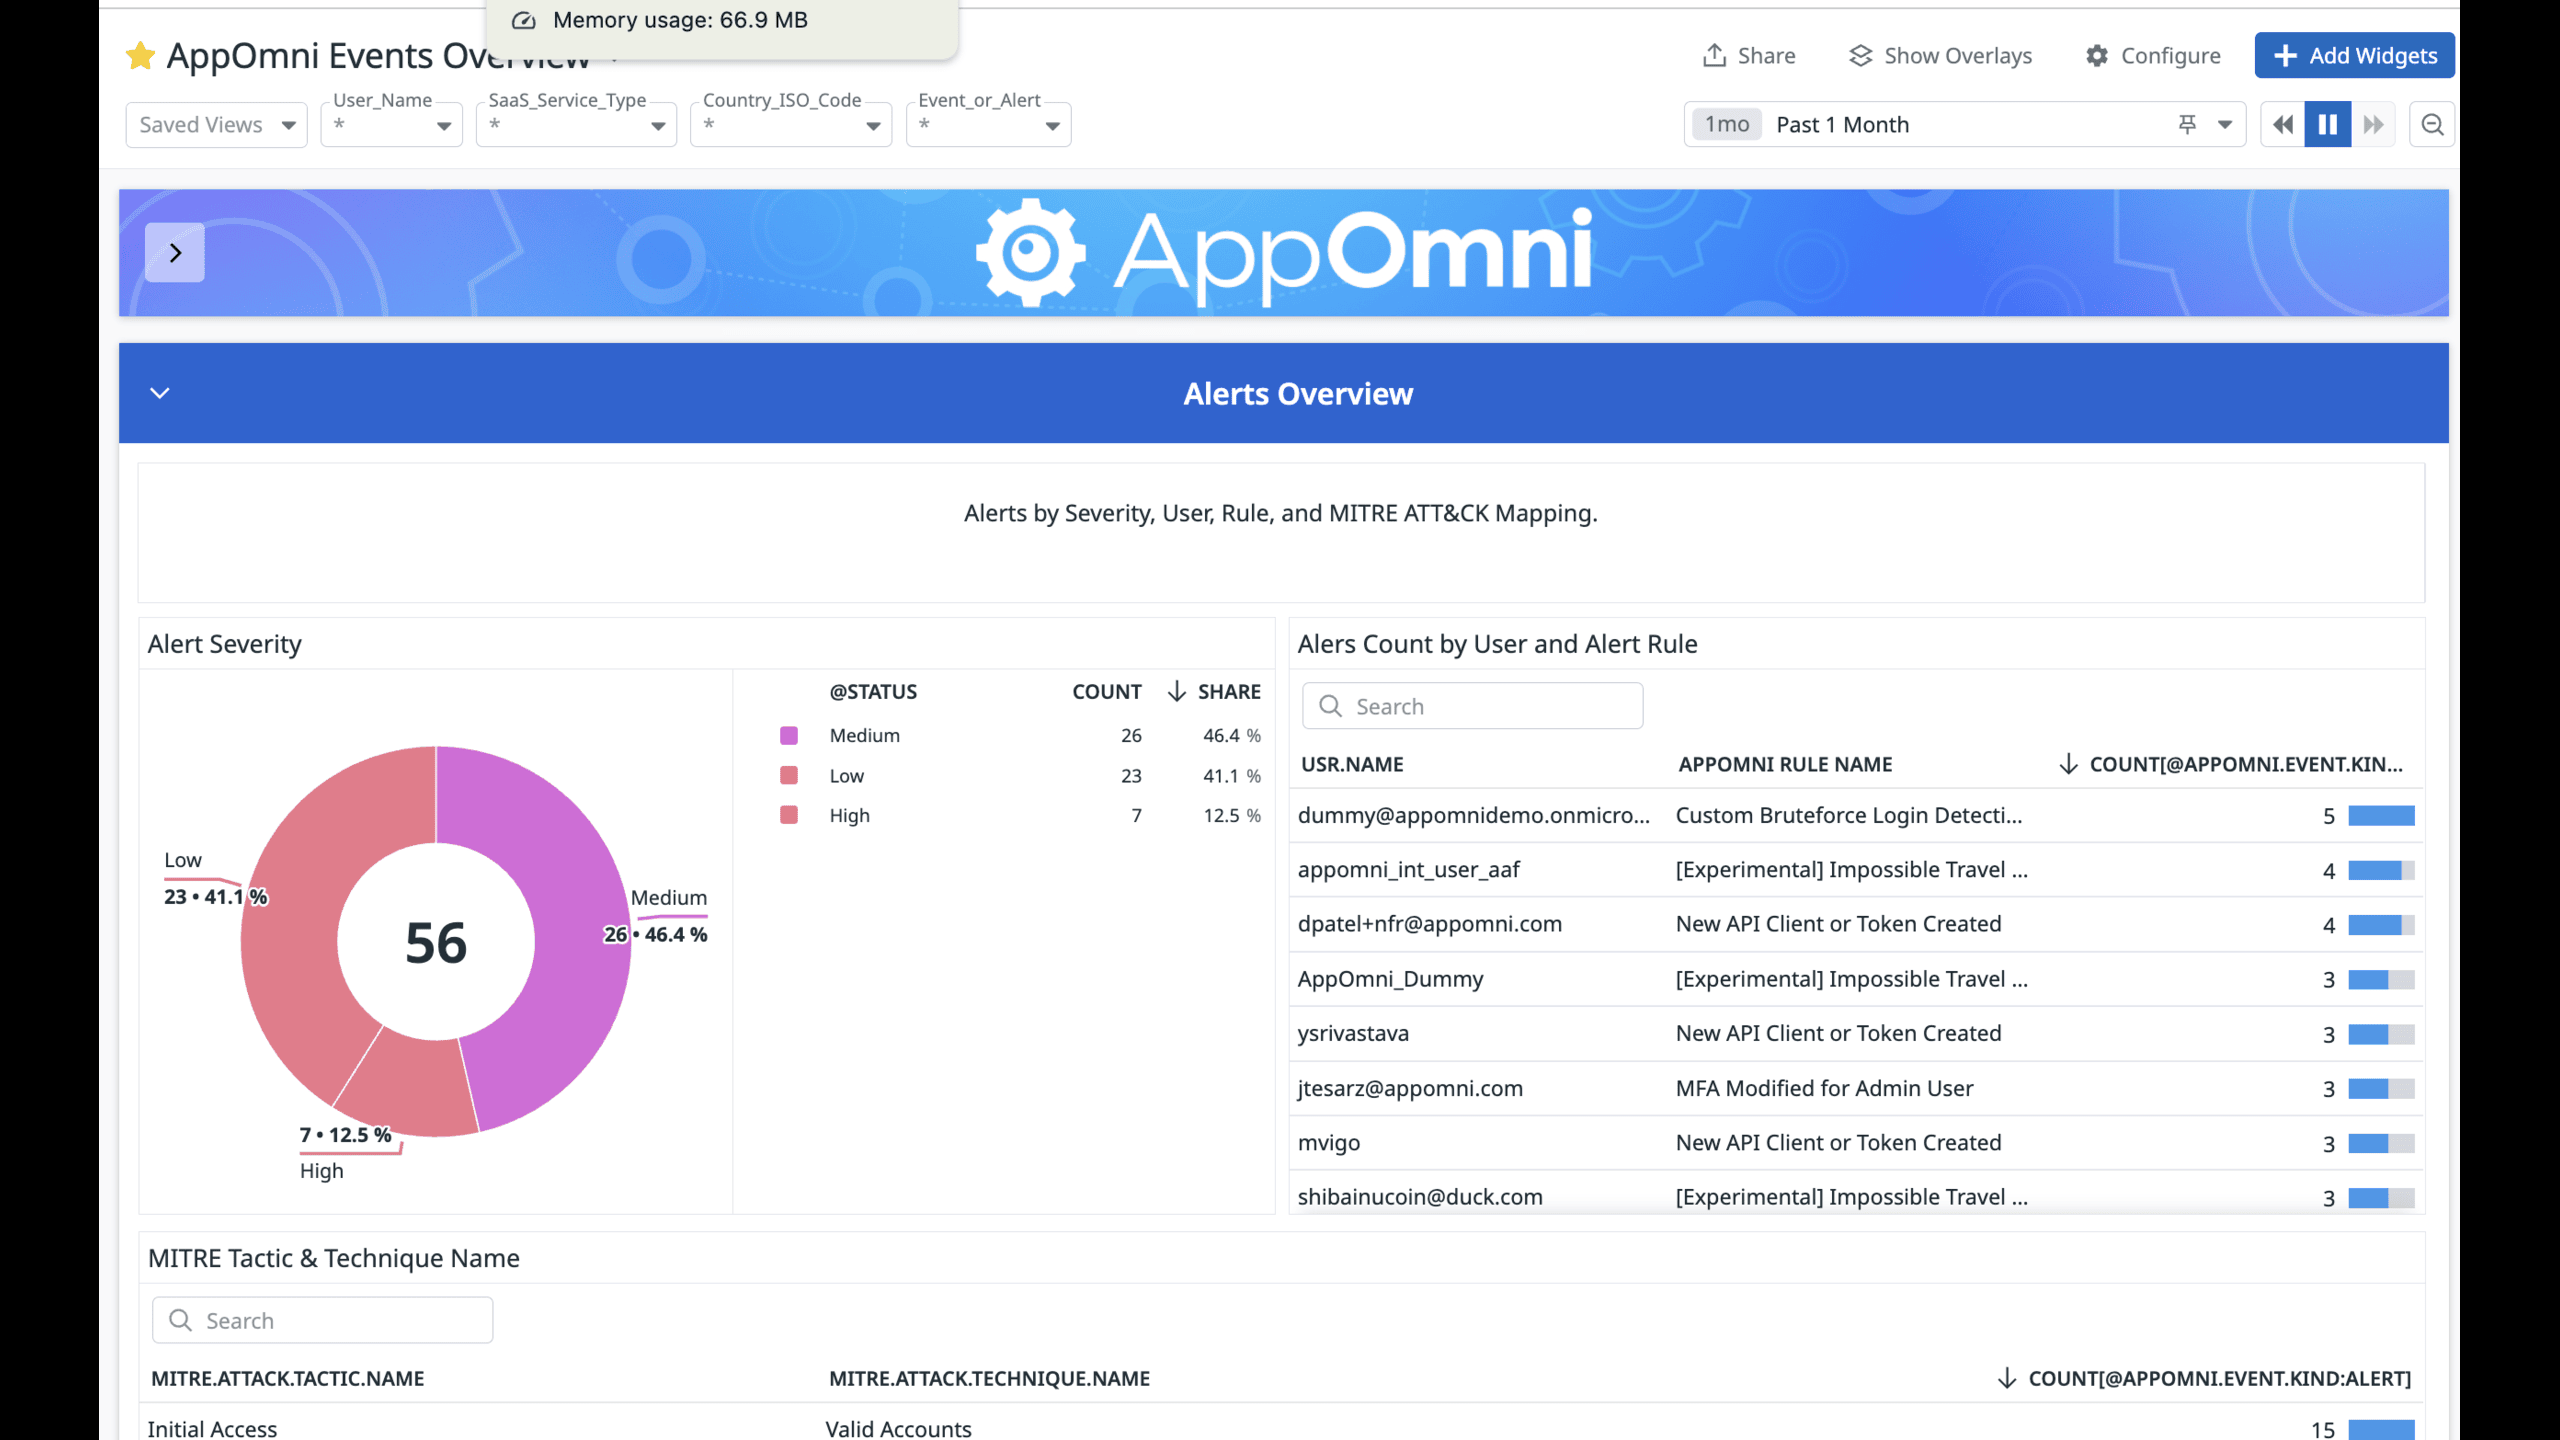 Memory usage: 66.9 MB
AppOmni Events Overview
Share
Show Overlays
Configure
Add Widgets
Saved Views
User_Name
*
SaaS_Service_Type
*
Country_ISO_Code
*
Event_or_Alert
*
1mo Past 1 Month
AppOmni
Alerts Overview
Alerts by Severity, User, Rule, and MITRE ATT&CK Mapping.
Alert Severity
@STATUS COUNT SHARE
Medium 26 46.4 %
Low 23 41.1 %
High 7 12.5 %
Low
23 • 41.1 %
Medium
26 • 46.4 %
56
7 • 12.5 %
High
Alers Count by User and Alert Rule
Search
USR.NAME APPOMNI RULE NAME COUNT[@APPOMNI.EVENT.KIN...
dummy@appomnidemo.onmicro... Custom Bruteforce Login Detecti... 5
appomni_int_user_aaf [Experimental] Impossible Travel ... 4
dpatel+nfr@appomni.com New API Client or Token Created 4
AppOmni_Dummy [Experimental] Impossible Travel ... 3
ysrivastava New API Client or Token Created 3
jtesarz@appomni.com MFA Modified for Admin User 3
mvigo New API Client or Token Created 3
shibainucoin@duck.com [Experimental] Impossible Travel ... 3
MITRE Tactic & Technique Name
Search
MITRE.ATTACK.TACTIC.NAME MITRE.ATTACK.TECHNIQUE.NAME COUNT[@APPOMNI.EVENT.KIND:ALERT]
Initial Access Valid Accounts 15